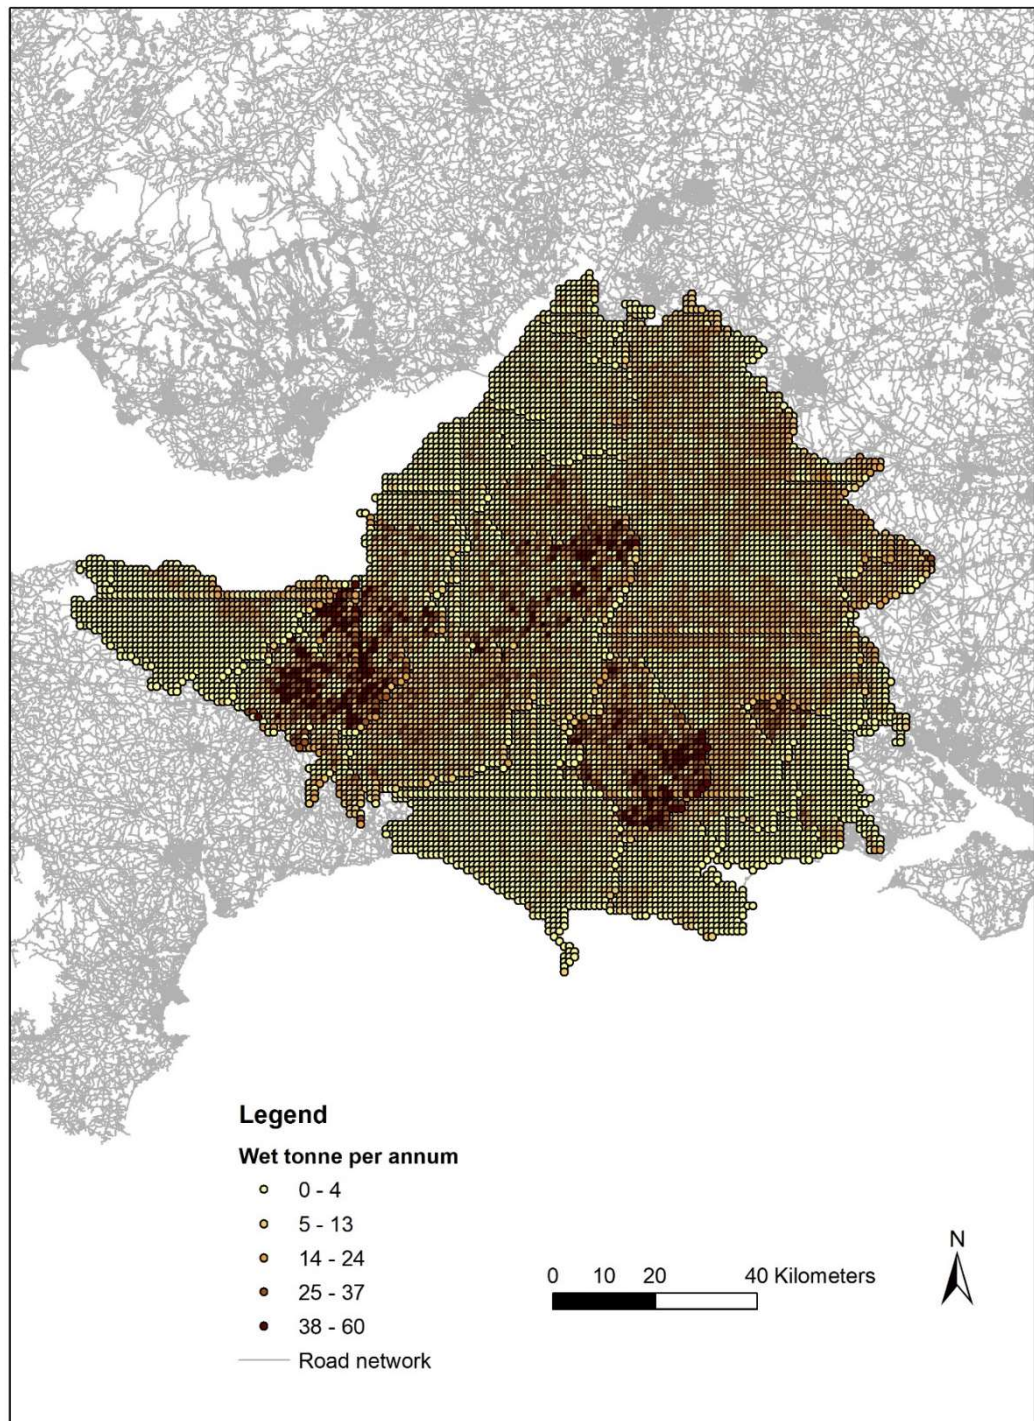 Legend
Wet tonne per annum
0 - 4
5 - 13
14 - 24
25 - 37
38 - 60
Road network
0 10 20 40 Kilometers
N